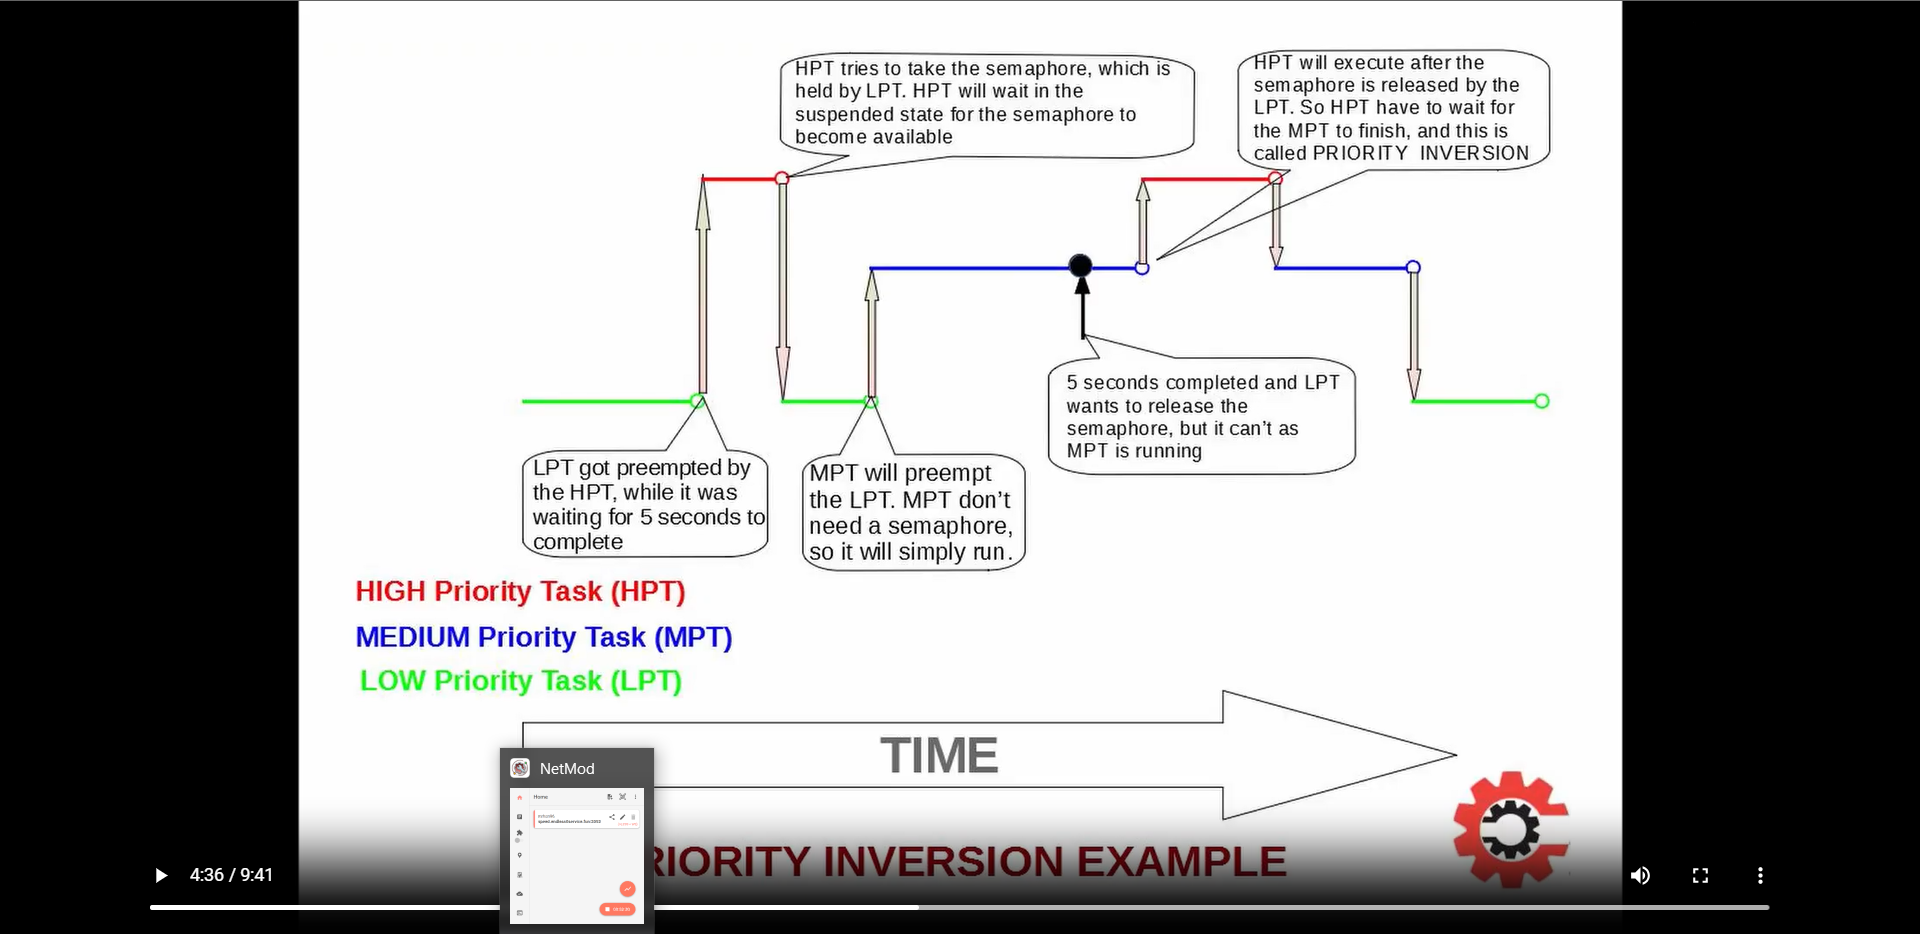 HPT tries to take the semaphore, which is
held by LPT. HPT will wait in the
suspended state for the semaphore to
become available
HPT will execute after the
semaphore is released by the
LPT. So HPT have to wait for
the MPT to finish, and this is
called PRIORITY INVERSION
5 seconds completed and LPT
wants to release the
semaphore, but it can't as
MPT is running
LPT got preempted by
the HPT, while it was
waiting for 5 seconds to
complete
MPT will preempt
the LPT. MPT don't
need a semaphore,
so it will simply run.
HIGH Priority Task (HPT)
MEDIUM Priority Task (MPT)
LOW Priority Task (LPT)
TIME
NetMod
Home
RIORITY INVERSION EXAMPLE
4:36 / 9:41